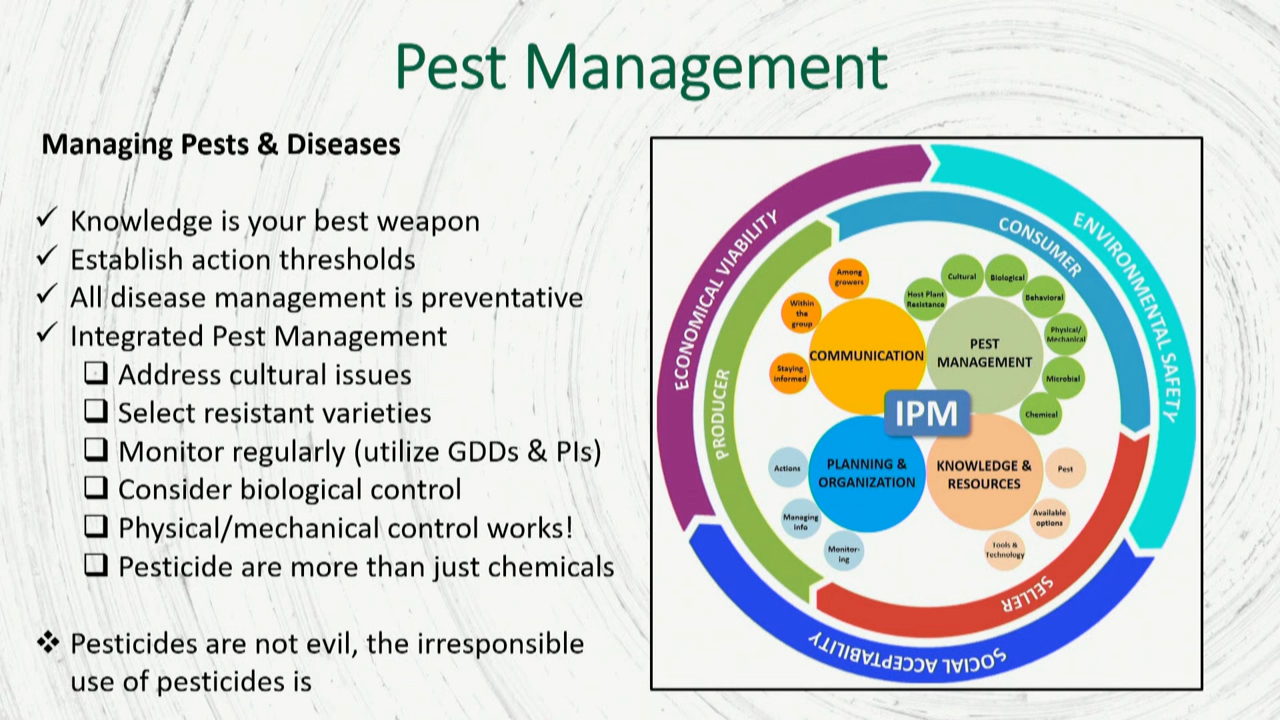 Pest Management
Managing Pests & Diseases
✓ Knowledge is your best weapon
✓ Establish action thresholds
✓ All disease management is preventative
✓ Integrated Pest Management
❑ Address cultural issues
❑ Select resistant varieties
❑ Monitor regularly (utilize GDDs & PIs)
❑ Consider biological control
❑ Physical/mechanical control works!
❑ Pesticide are more than just chemicals
❖ Pesticides are not evil, the irresponsible
use of pesticides is
ECONOMICAL VIABILITY
ENVIRONMENTAL SAFETY
SOCIAL ACCEPTABILITY
PRODUCER
CONSUMER
SELLER
IPM
COMMUNICATION
Among
growers
Within
the
group
Staying
informed
PEST
MANAGEMENT
Host Plant
Resistance
Cultural
Biological
Behavioral
Physical/
Mechanical
Microbial
Chemical
PLANNING &
ORGANIZATION
Actions
Managing
info
Monitor-
ing
KNOWLEDGE &
RESOURCES
Pest
Available
options
Tools &
Technology